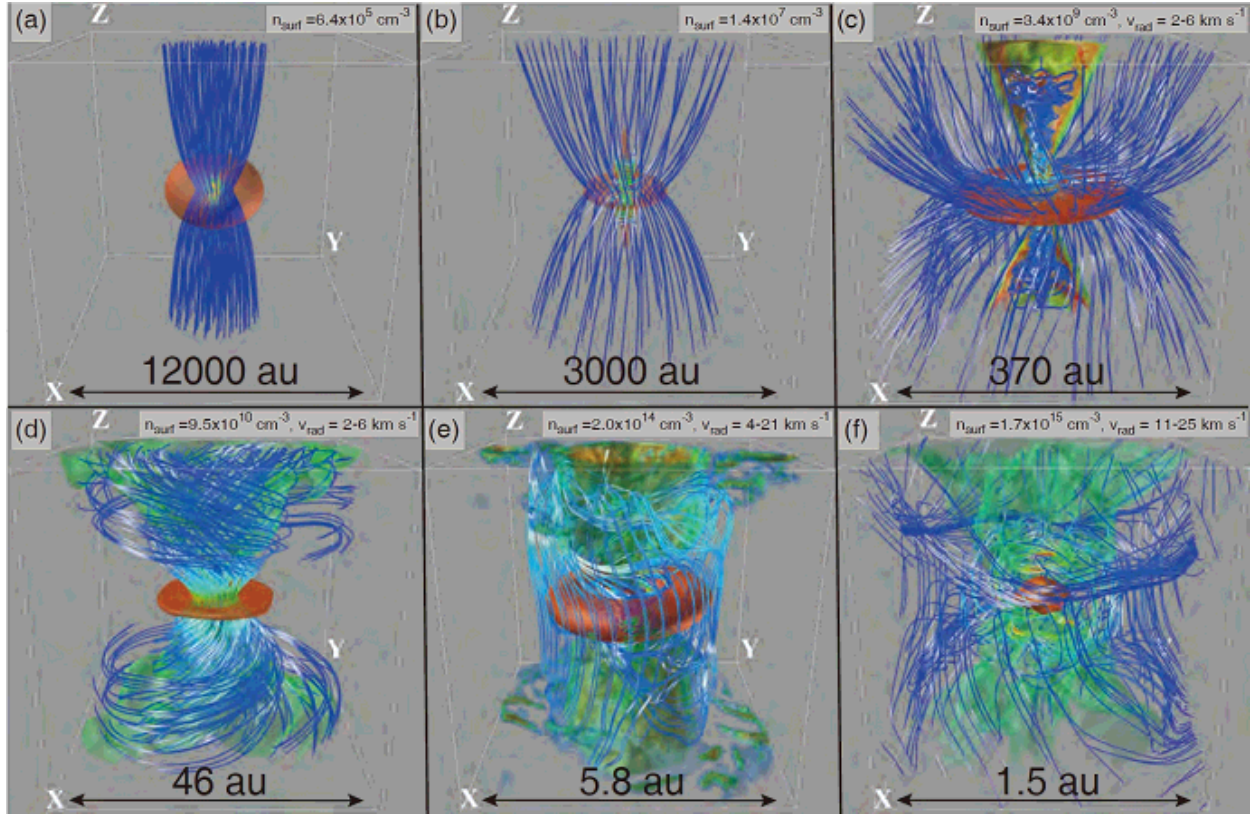 (a)
Z
n_surf=6.4x10^5 cm^-3
Y
X
12000 au
(b)
Z
n_surf=1.4x10^7 cm^-3
Y
X
3000 au
(c)
Z
n_surf=3.4x10^9 cm^-3, v_rad = 2-6 km s^-1
X
370 au
(d)
Z
n_surf=9.5x10^10 cm^-3, v_rad = 2-6 km s^-1
Y
X
46 au
(e)
Z
n_surf=2.0x10^14 cm^-3, v_rad = 4-21 km s^-1
Y
X
5.8 au
(f)
Z
n_surf=1.7x10^15 cm^-3, v_rad = 11-25 km s^-1
X
1.5 au